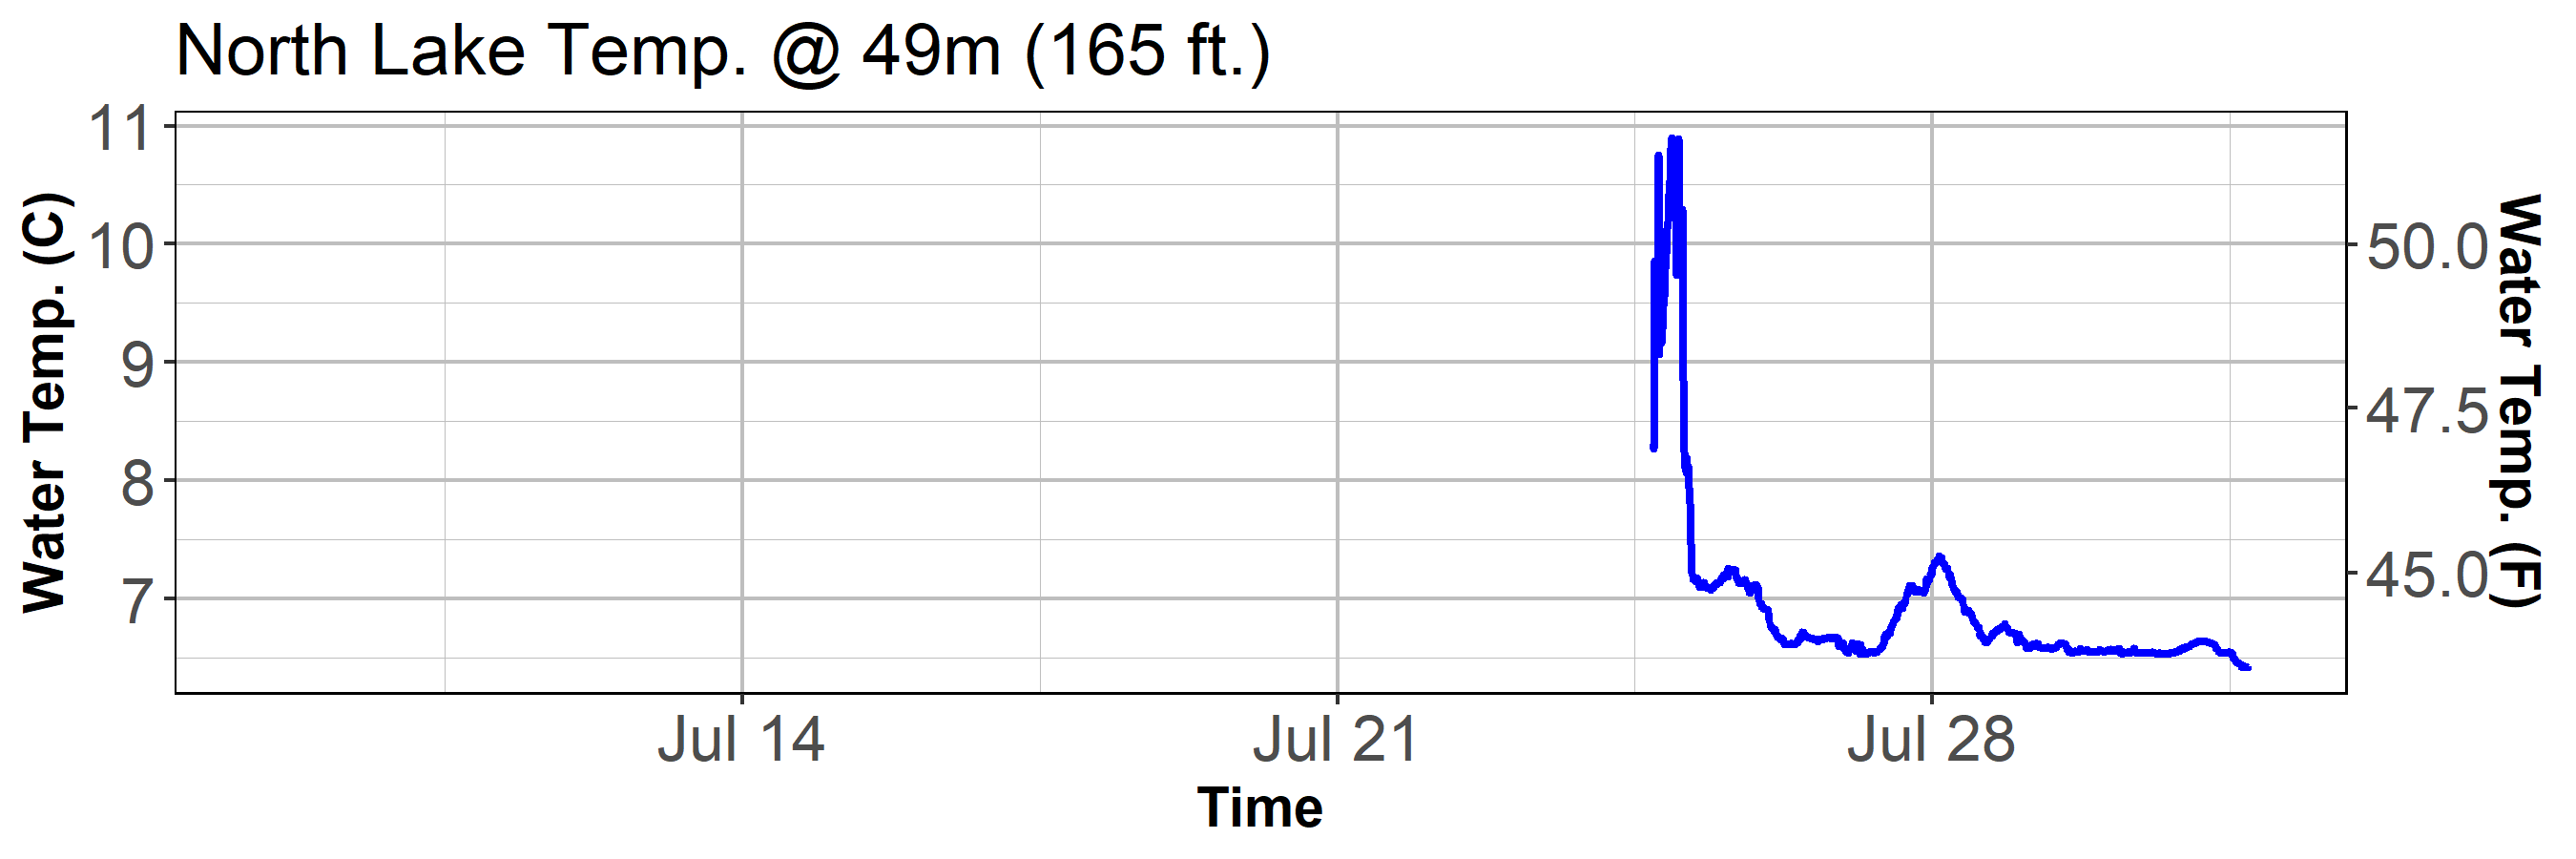 North Lake Temp. @ 49m (165 ft.)
11
10
9
8
7
Water Temp. (C)
50.0
47.5
45.0
Water Temp. (F)
Jul 14
Jul 21
Jul 28
Time